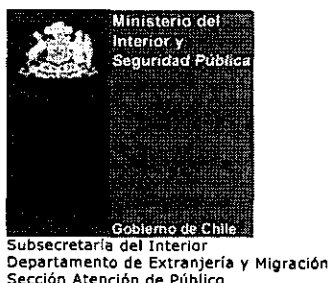 Ministerio del
Interior y
Seguridad Pública
Gobierno de Chile
Subsecretaría del Interior
Departamento de Extranjería y Migración
Sección Atención de Público